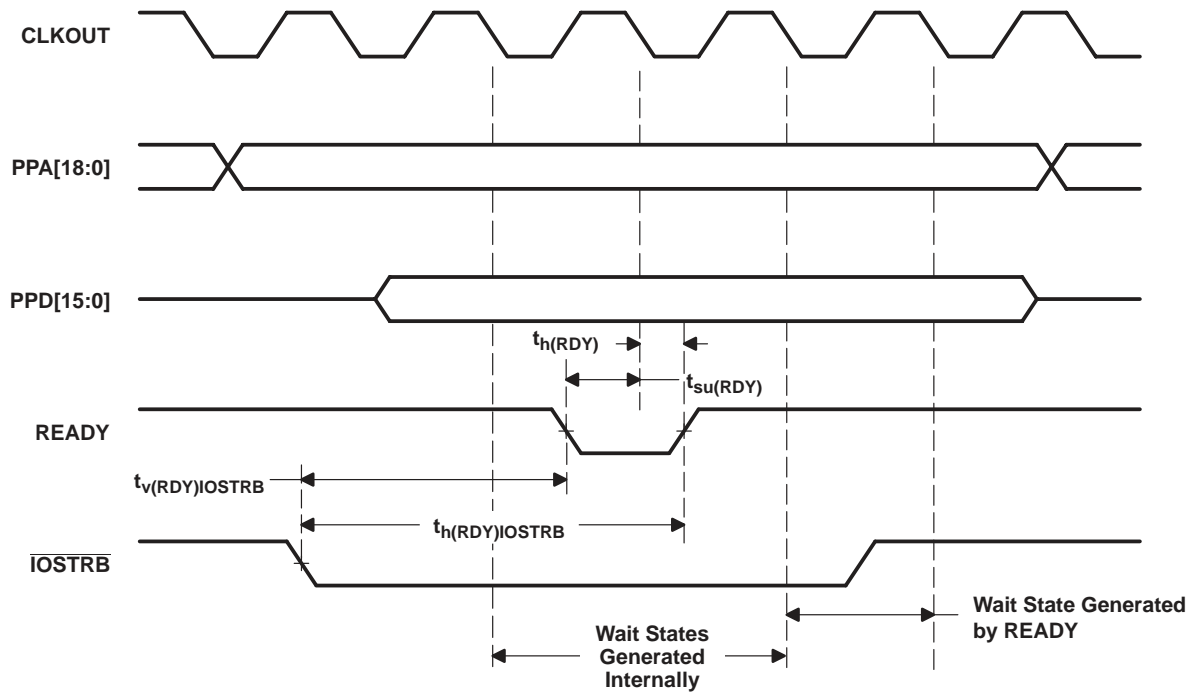 CLKOUT
PPA[18:0]
PPD[15:0]
th(RDY)
tsu(RDY)
READY
tv(RDY)IOSTRB
th(RDY)IOSTRB
IOSTRB
Wait State Generated
by READY
Wait States
Generated
Internally